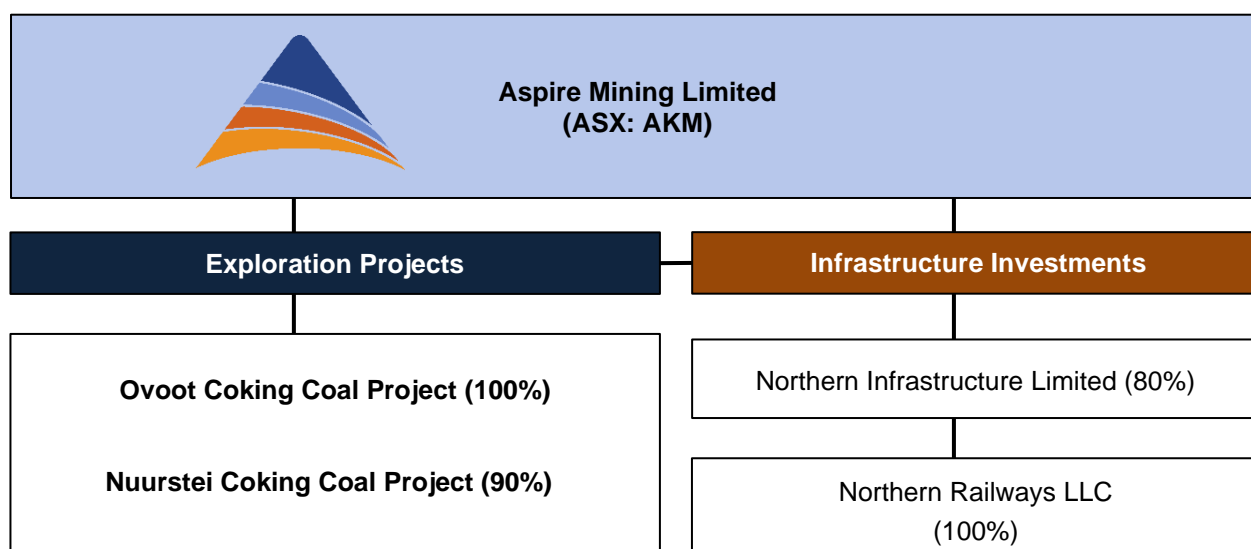 Aspire Mining Limited
(ASX: AKM)
Exploration Projects
Infrastructure Investments
Ovoot Coking Coal Project (100%)
Nuurstei Coking Coal Project (90%)
Northern Infrastructure Limited (80%)
Northern Railways LLC
(100%)